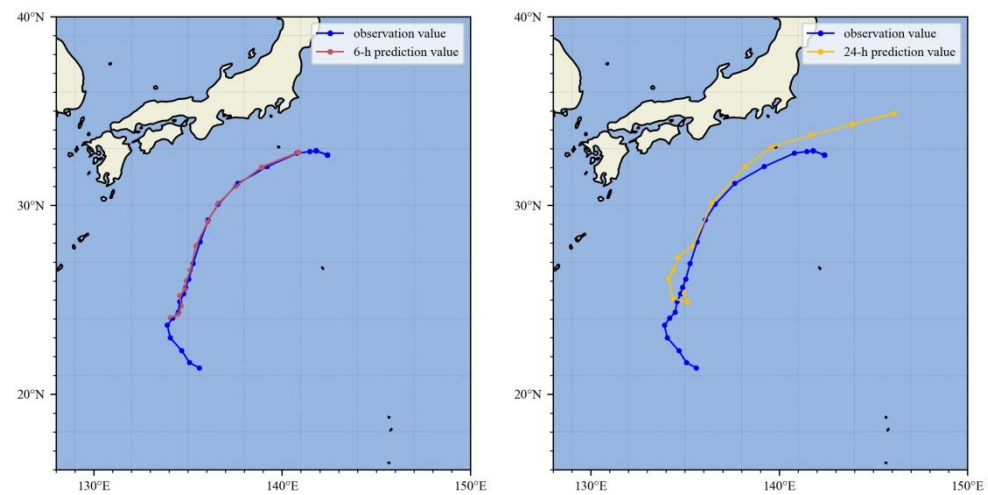 40°N
observation value
6-h prediction value
30°N
20°N
130°E 140°E 150°E
40°N
observation value
24-h prediction value
30°N
20°N
130°E 140°E 150°E